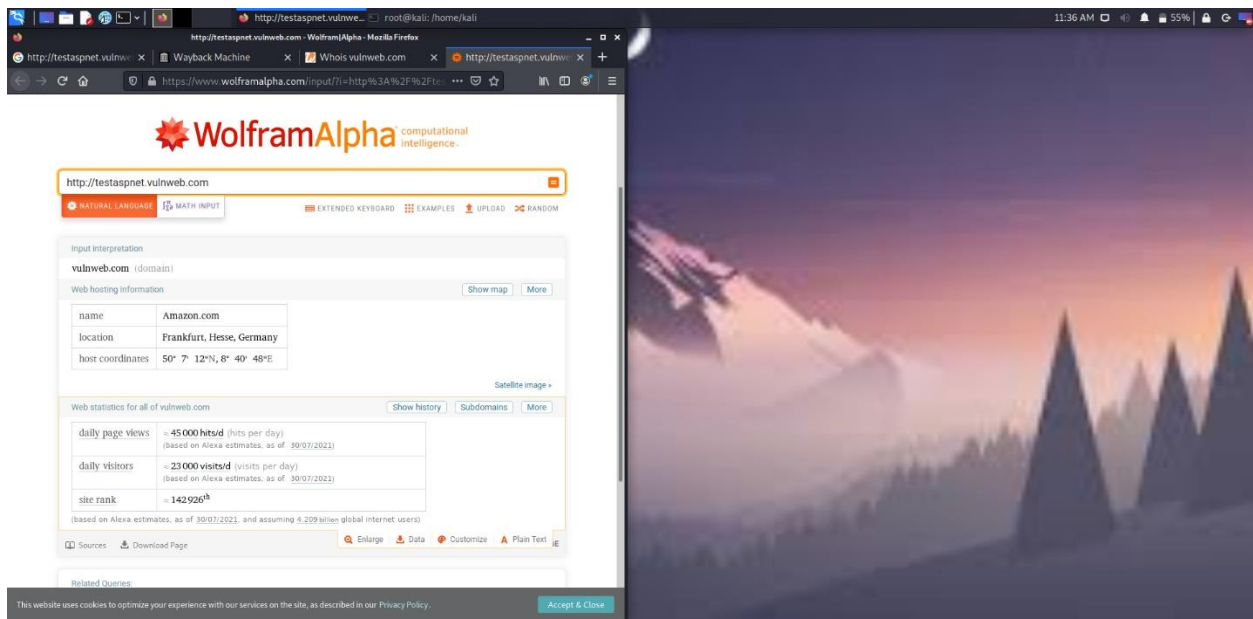 http://testaspnet.vulnwe...
root@kali: /home/kali
11:36 AM
55%
http://testaspnet.vulnweb.com - Wolfram|Alpha - Mozilla Firefox
http://testaspnet.vulnwe
Wayback Machine
Whois vulnweb.com
http://testaspnet.vulnwe
https://www.wolframalpha.com/input/?i=http%3A%2F%2Fte
WolframAlpha computational intelligence.
http://testaspnet.vulnweb.com
NATURAL LANGUAGE
MATH INPUT
EXTENDED KEYBOARD
EXAMPLES
UPLOAD
RANDOM
Input interpretation
vulnweb.com (domain)
Web hosting information
Show map
More
name Amazon.com
location Frankfurt, Hesse, Germany
host coordinates 50° 7' 12"N, 8° 40' 48"E
Satellite image »
Web statistics for all of vulnweb.com
Show history
Subdomains
More
daily page views ≈ 45 000 hits/d (hits per day)
(based on Alexa estimates, as of 30/07/2021)
daily visitors ≈ 23 000 visits/d (visits per day)
(based on Alexa estimates, as of 30/07/2021)
site rank ≈ 142 926th
(based on Alexa estimates, as of 30/07/2021, and assuming 4.209 billion global internet users)
Sources
Download Page
Enlarge
Data
Customize
A Plain Text
Related Queries:
This website uses cookies to optimize your experience with our services on the site, as described in our Privacy Policy.
Accept & Close